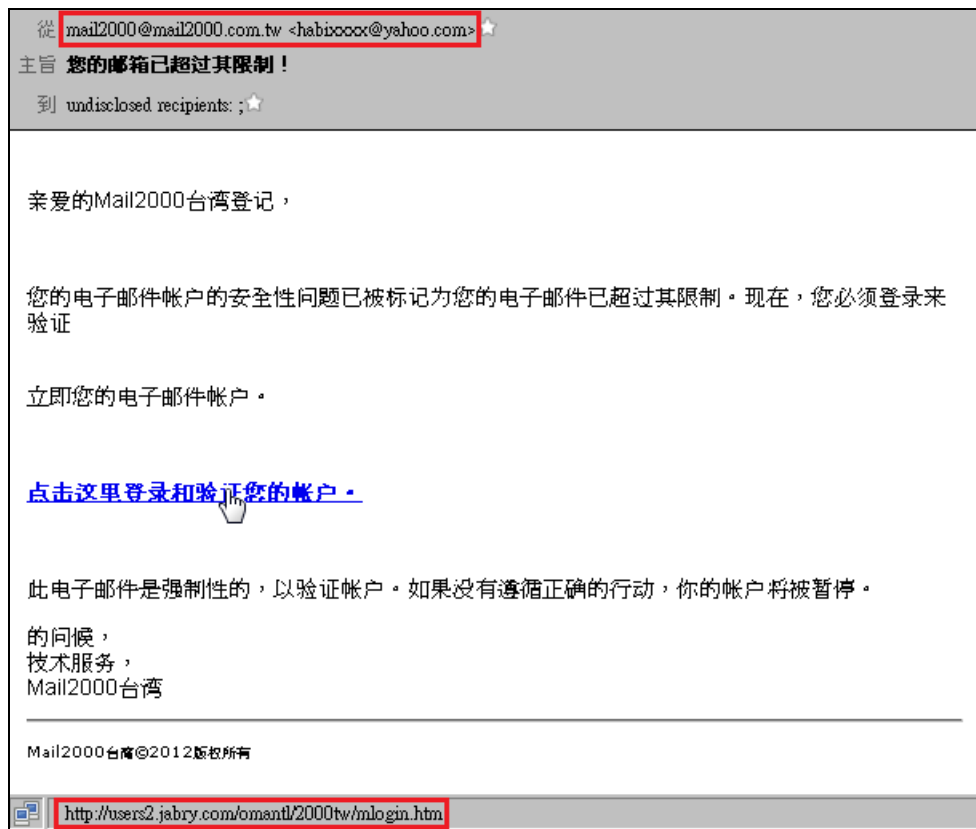 從 mail2000@mail2000.com.tw <habixxxx@yahoo.com>
主旨 您的邮箱已超过其限制！
到 undisclosed recipients: ;
亲爱的Mail2000台湾登记，
您的电子邮件帐户的安全性问题已被标记为您的电子邮件已超过其限制。现在，您必须登录来
验证
立即您的电子邮件帐户。
点击这里登录和验证您的帐户。
此电子邮件是强制性的，以验证帐户。如果没有遵循正确的行动，你的帐户将被暂停。
的问候，
技术服务，
Mail2000台湾
Mail2000台湾©2012版权所有
http://users2.jabry.com/omantl/2000tw/mlogin.htm